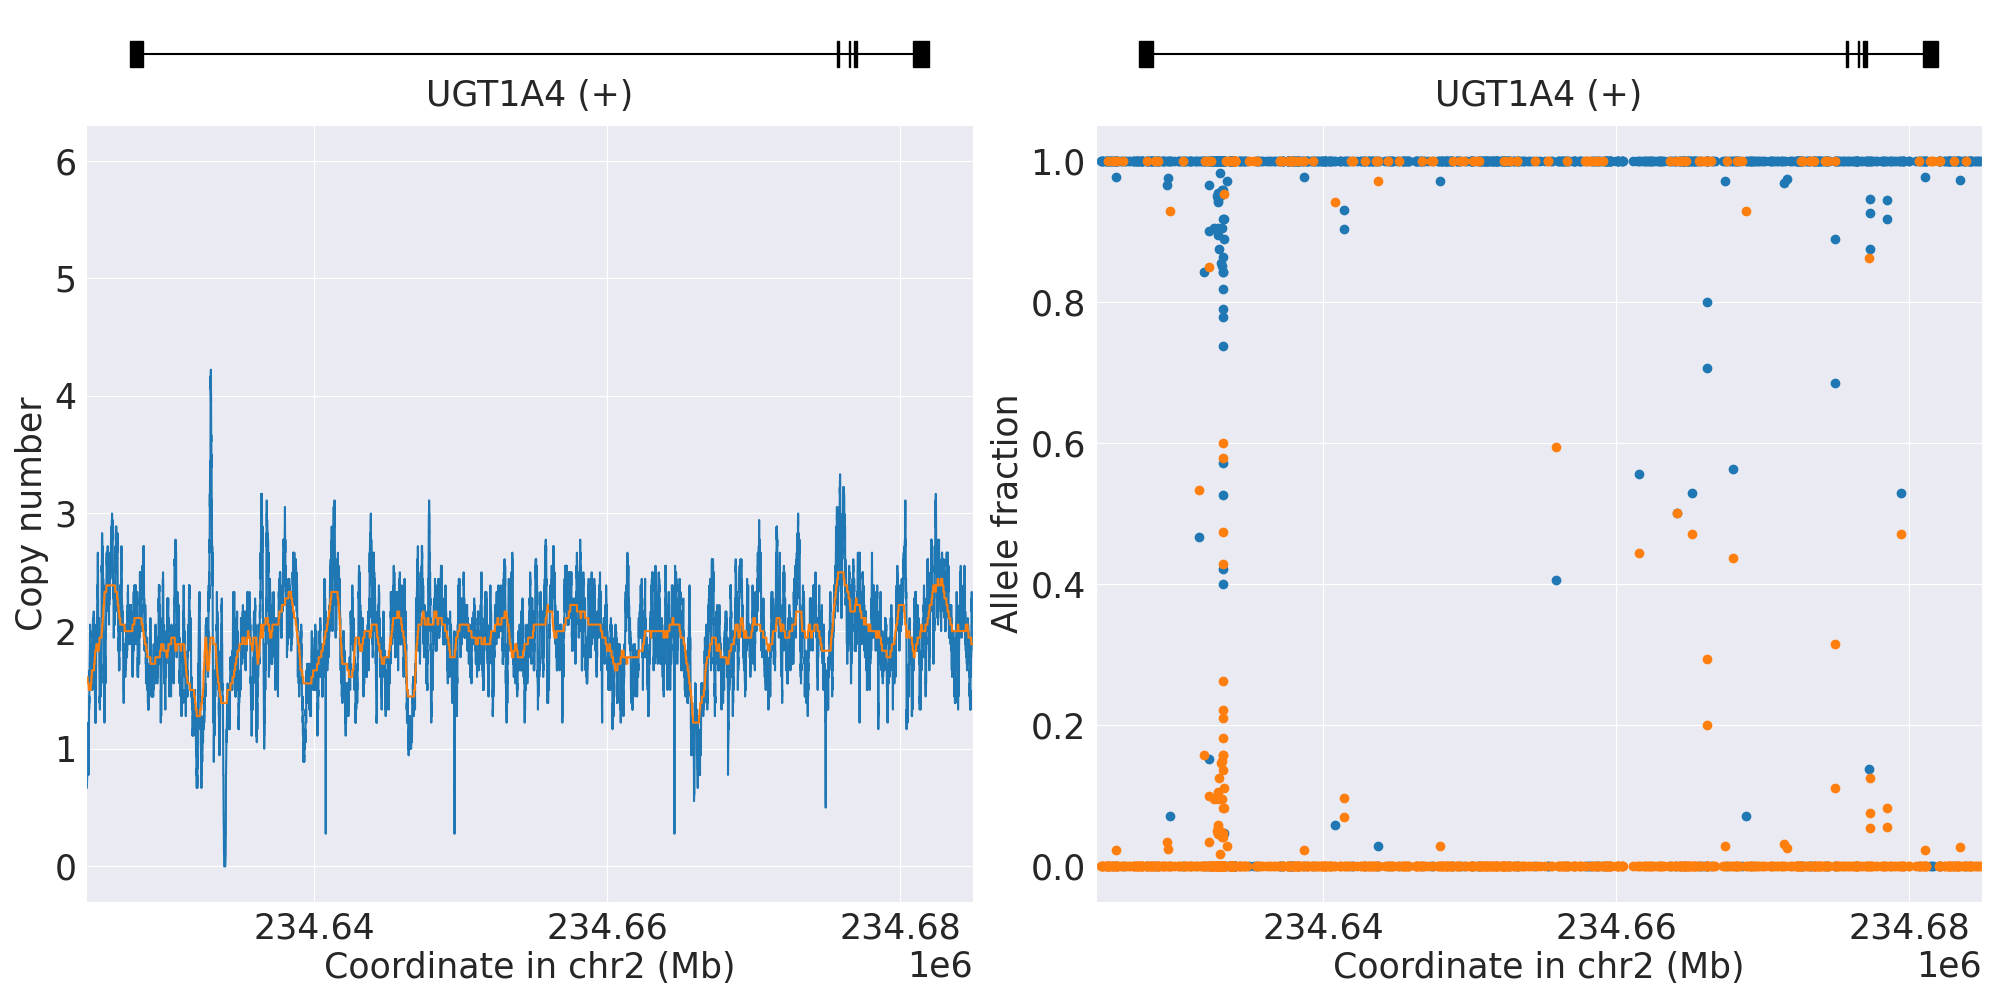 UGT1A4 (+)
6
5
4
3
2
1
0
Copy number
234.64
234.66
234.68
Coordinate in chr2 (Mb)
1e6
UGT1A4 (+)
1.0
0.8
0.6
0.4
0.2
0.0
Allele fraction
234.64
234.66
234.68
Coordinate in chr2 (Mb)
1e6